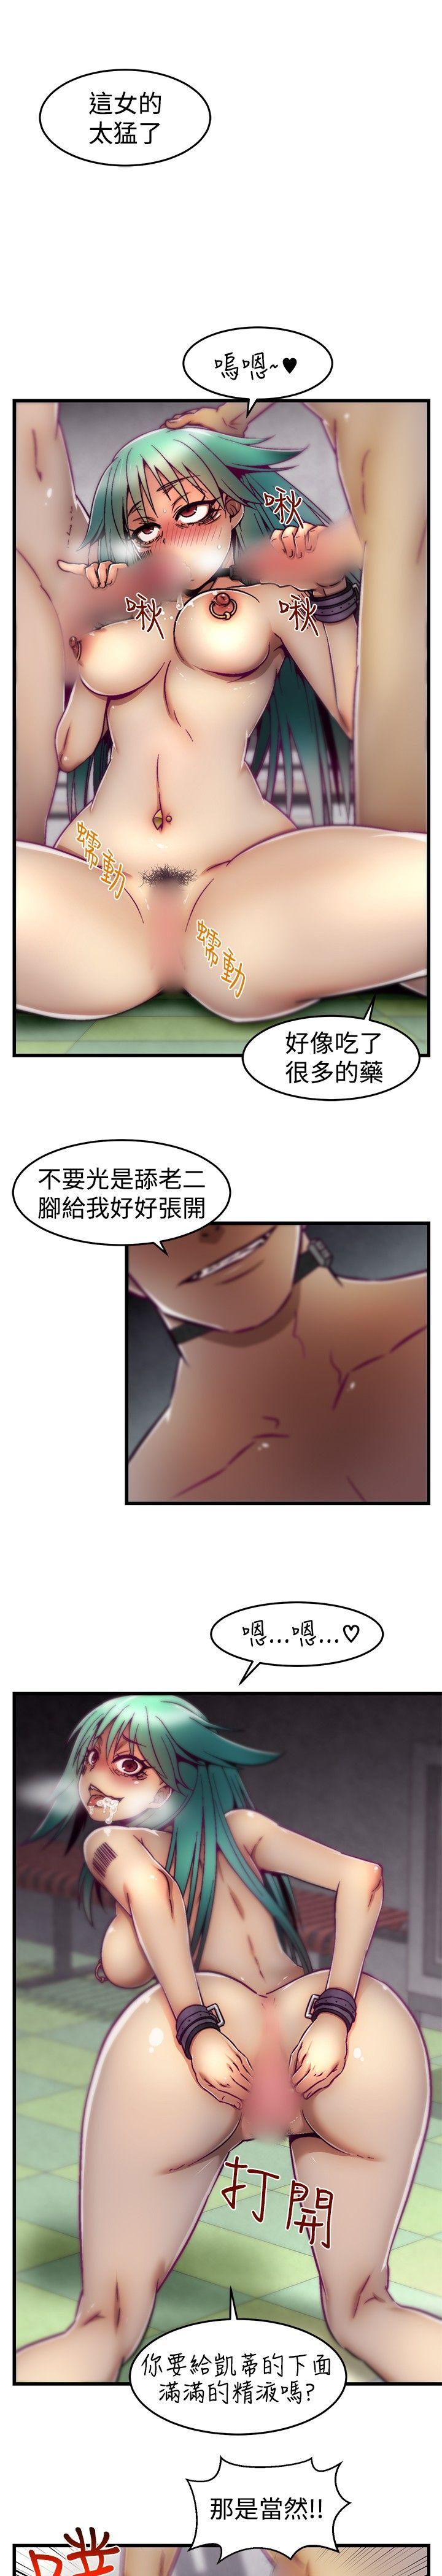 這女的
太猛了
嗚嗯~♥
啾
啾
啾
蠕動
蠕動
好像吃了
很多的藥
不要光是舔老二
腳給我好好張開
嗯...嗯...♡
打開
你要給凱蒂的下面
滿滿的精液嗎?
那是當然!!
噗